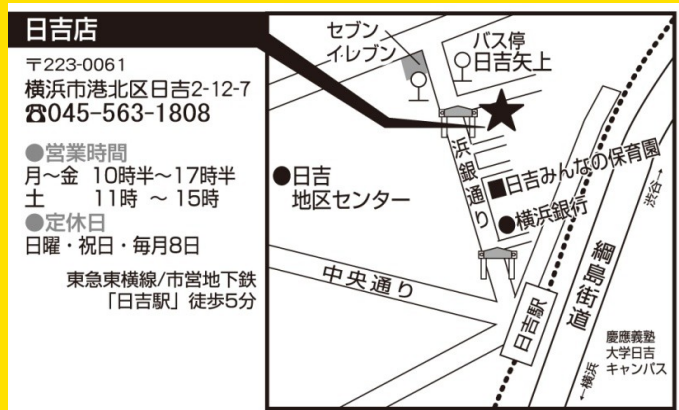 日吉店
〒223-0061
横浜市港北区日吉2-12-7
☎045-563-1808
●営業時間
月～金 10時半～17時半
土 11時 ～ 15時
●定休日
日曜・祝日・毎月8日
東急東横線/市営地下鉄
「日吉駅」徒歩5分
セブン
イレブン
バス停
日吉矢上
浜銀通り
日吉みんなの保育園
横浜銀行
日吉
地区センター
中央通り
日吉駅
綱島街道
渋谷→
慶應義塾
大学日吉
キャンパス
←横浜